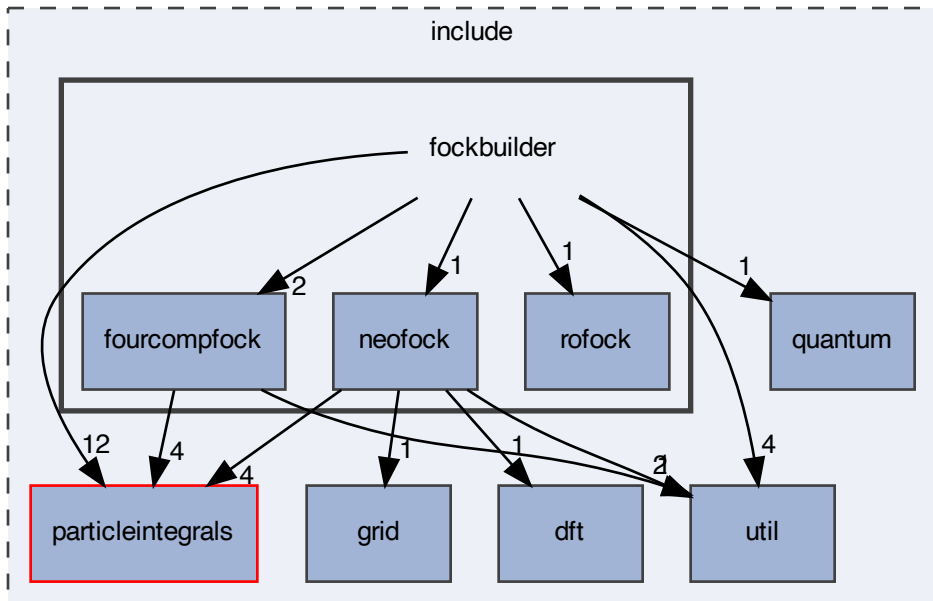 include
fockbuilder
1
1
1
2
fourcompfock
neofock
rofock
quantum
12
4
4
1
1
4
particleintegrals
grid
dft
util